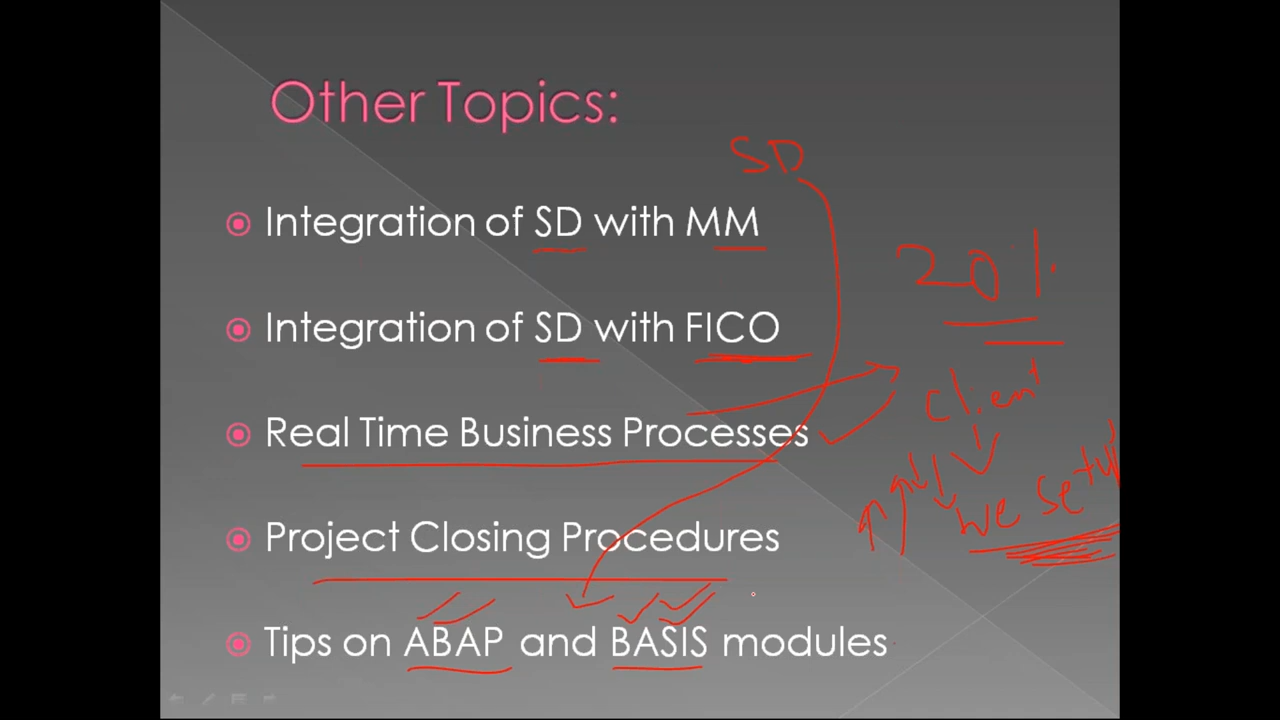 Other Topics:
SD
Integration of SD with MM
20%
Integration of SD with FICO
Client
Real Time Business Processes
We Setup
Project Closing Procedures
Tips on ABAP and BASIS modules